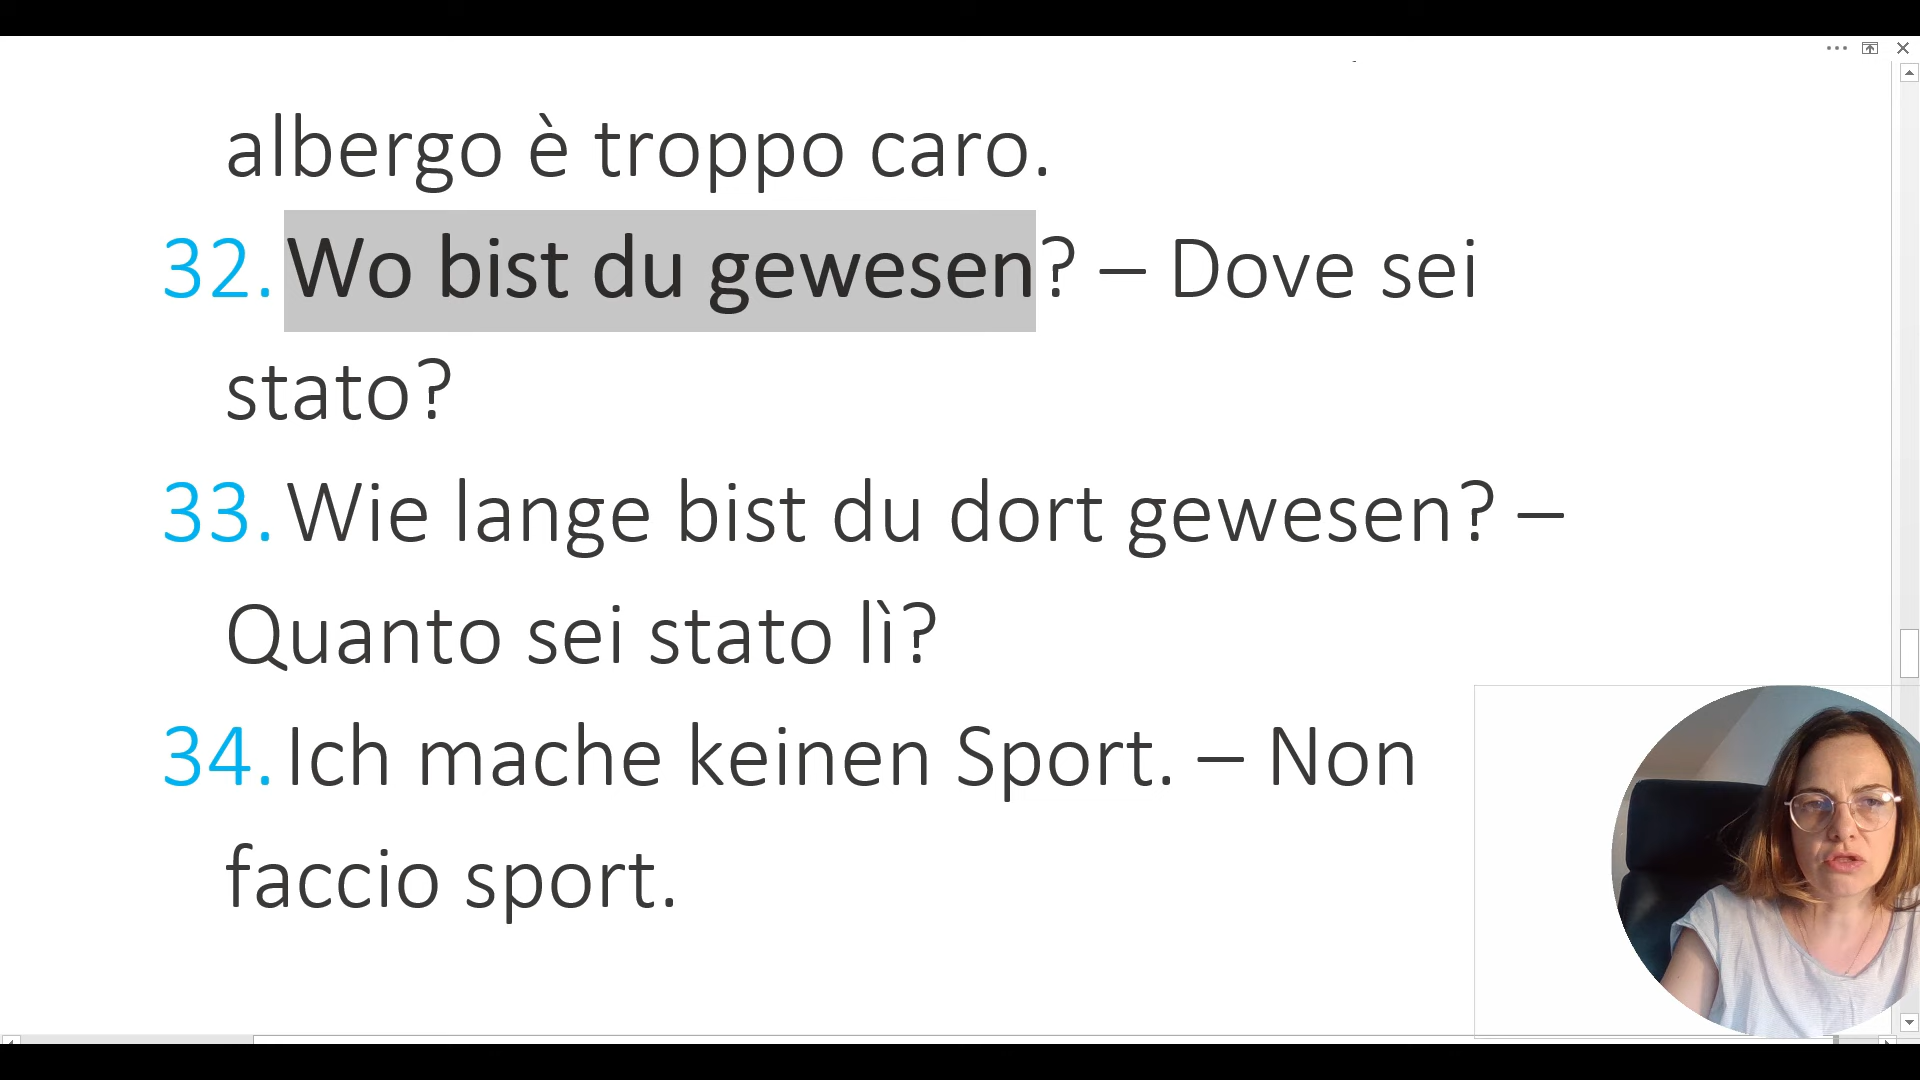 albergo è troppo caro.
32. Wo bist du gewesen? – Dove sei
stato?
33. Wie lange bist du dort gewesen? –
Quanto sei stato lì?
34. Ich mache keinen Sport. – Non
faccio sport.